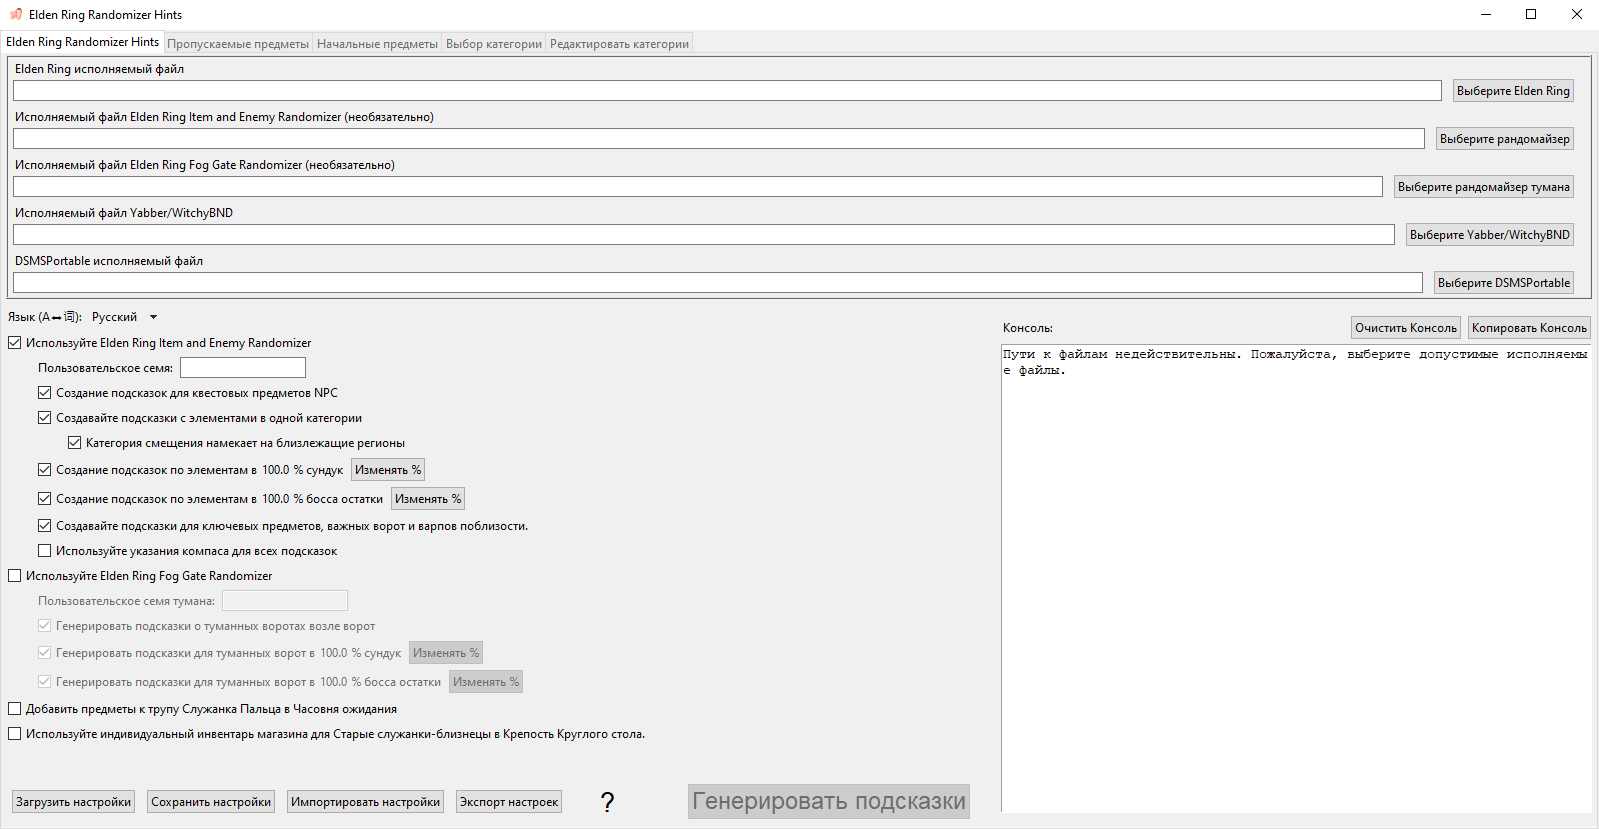 Elden Ring Randomizer Hints
Elden Ring Randomizer Hints Пропускаемые предметы Начальные предметы Выбор категории Редактировать категории
Elden Ring исполняемый файл
Выберите Elden Ring
Исполняемый файл Elden Ring Item and Enemy Randomizer (необязательно)
Выберите рандомайзер
Исполняемый файл Elden Ring Fog Gate Randomizer (необязательно)
Выберите рандомайзер тумана
Исполняемый файл Yabber/WitchyBND
Выберите Yabber/WitchyBND
DSMSPortable исполняемый файл
Выберите DSMSPortable
Язык (A↔词): Русский
Используйте Elden Ring Item and Enemy Randomizer
Пользовательское семя:
Создание подсказок для квестовых предметов NPC
Создавайте подсказки с элементами в одной категории
Категория смещения намекает на близлежащие регионы
Создание подсказок по элементам в 100.0 % сундук Изменять %
Создание подсказок по элементам в 100.0 % босса остатки Изменять %
Создавайте подсказки для ключевых предметов, важных ворот и варпов поблизости.
Используйте указания компаса для всех подсказок
Используйте Elden Ring Fog Gate Randomizer
Пользовательское семя тумана:
Генерировать подсказки о туманных воротах возле ворот
Генерировать подсказки для туманных ворот в 100.0 % сундук Изменять %
Генерировать подсказки для туманных ворот в 100.0 % босса остатки Изменять %
Добавить предметы к трупу Служанка Пальца в Часовня ожидания
Используйте индивидуальный инвентарь магазина для Старые служанки-близнецы в Крепость Круглого стола.
Загрузить настройки Сохранить настройки Импортировать настройки Экспорт настроек ? Генерировать подсказки
Консоль: Очистить Консоль Копировать Консоль
Пути к файлам недействительны. Пожалуйста, выберите допустимые исполняемы
е файлы.